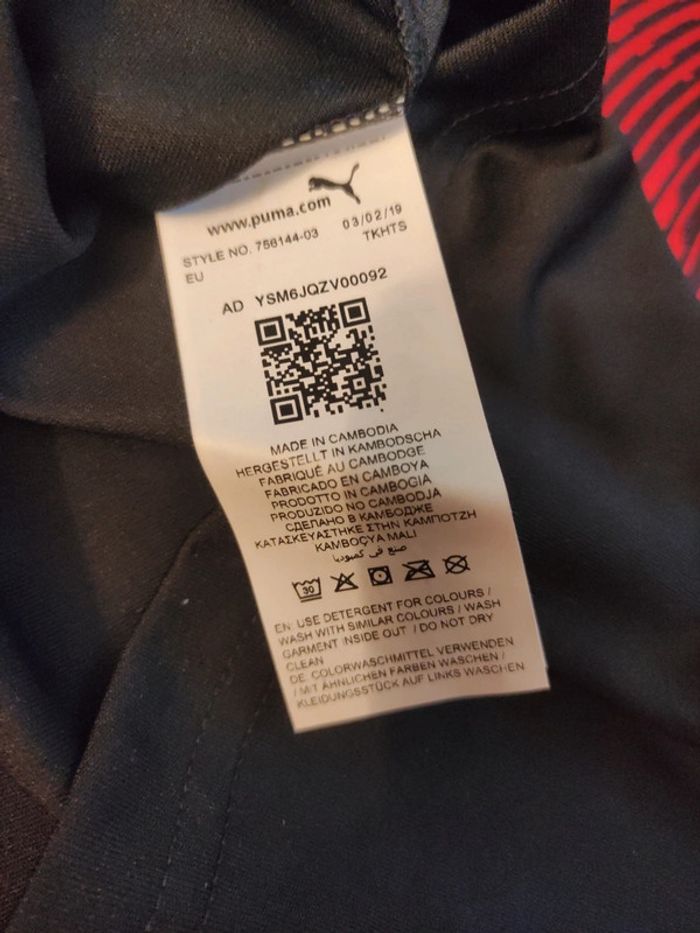 www.puma.com
STYLE NO. 756144-03 03/02/19
EU TKHTS
AD YSM6JQZV00092
MADE IN CAMBODIA
HERGESTELLT IN KAMBODSCHA
FABRIQUÉ AU CAMBODGE
FABRICADO EN CAMBOYA
PRODOTTO IN CAMBOGIA
PRODUZIDO NO CAMBODJA
СДЕЛАНО В КАМБОДЖЕ
ΚΑΤΑΣΚΕΥΑΣΤΗΚΕ ΣΤΗΝ ΚΑΜΠΟΤΖΗ
KAMBOÇYA MALI
صنع في كمبوديا
30
EN: USE DETERGENT FOR COLOURS /
WASH WITH SIMILAR COLOURS / WASH
GARMENT INSIDE OUT / DO NOT DRY
CLEAN
DE: COLORWASCHMITTEL VERWENDEN
/ MIT ÄHNLICHEN FARBEN WASCHEN /
KLEIDUNGSSTÜCK AUF LINKS WASCHEN